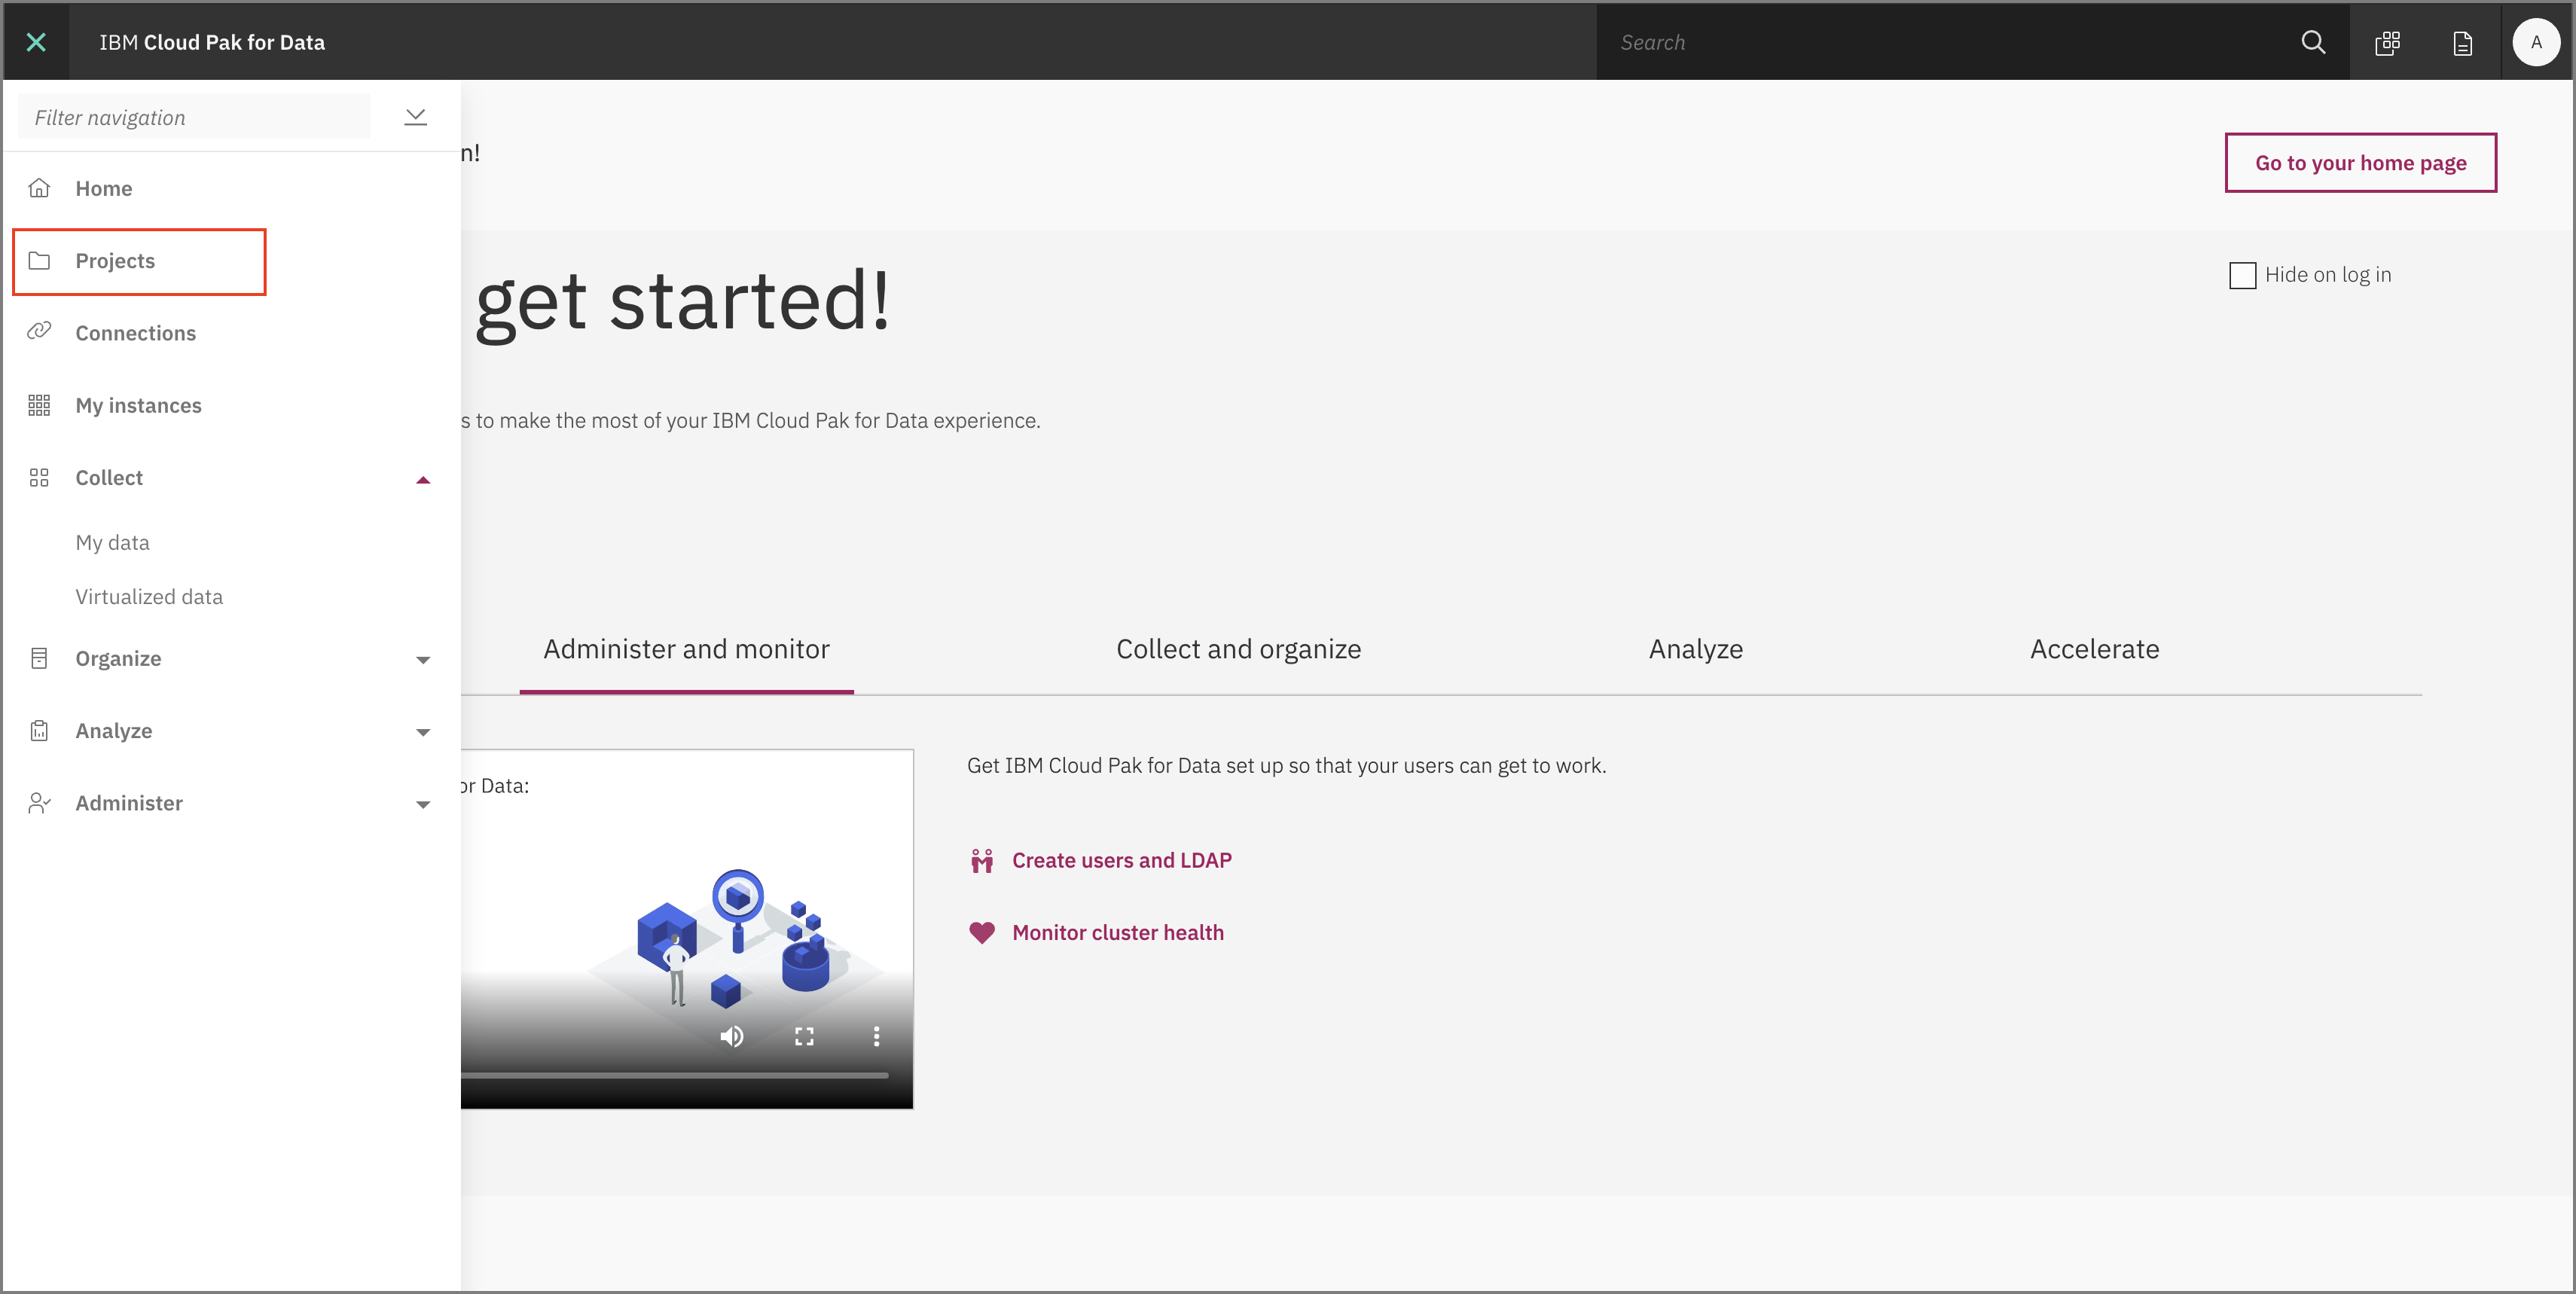 IBM Cloud Pak for Data
Search
A
Filter navigation
Home
Projects
Connections
My instances
Collect
My data
Virtualized data
Organize
Analyze
Administer
n!
Go to your home page
get started!
Hide on log in
s to make the most of your IBM Cloud Pak for Data experience.
Administer and monitor
Collect and organize
Analyze
Accelerate
or Data:
Get IBM Cloud Pak for Data set up so that your users can get to work.
Create users and LDAP
Monitor cluster health